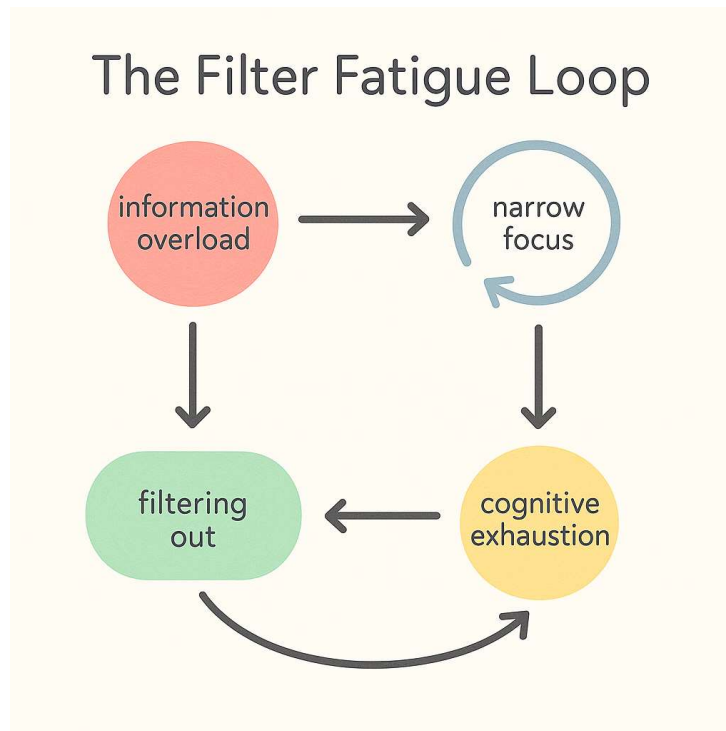 The Filter Fatigue Loop
information
overload
narrow
focus
filtering
out
cognitive
exhaustion